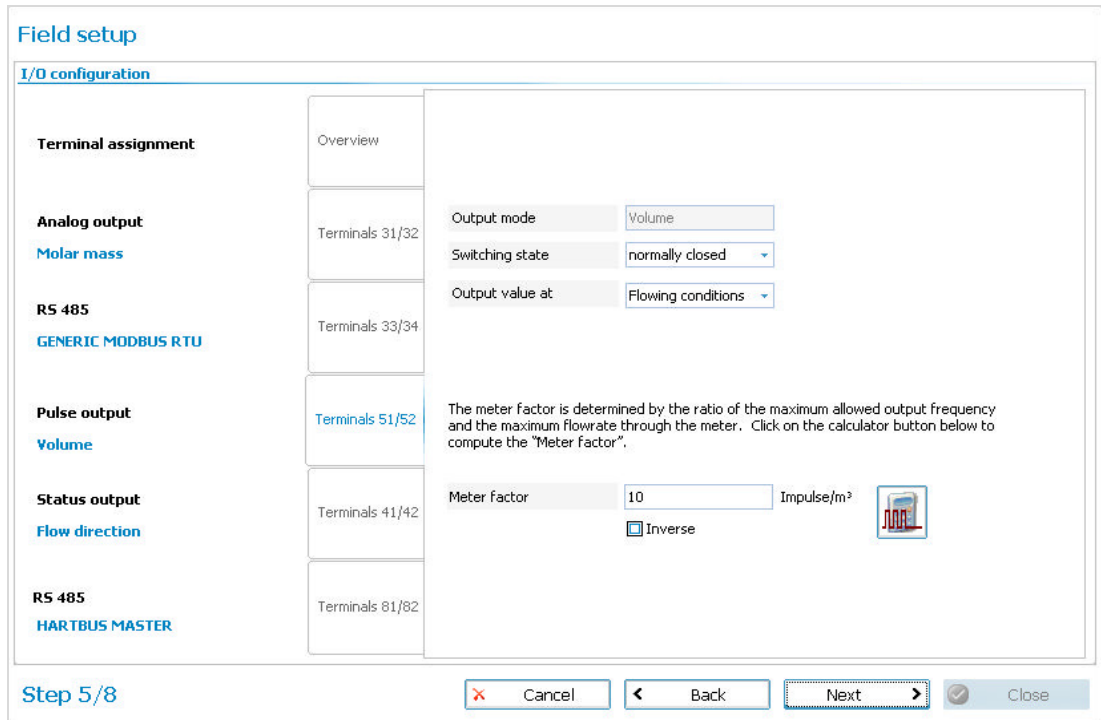 Field setup
I/O configuration
Terminal assignment
Overview
Analog output
Molar mass
Terminals 31/32
RS 485
GENERIC MODBUS RTU
Terminals 33/34
Pulse output
Volume
Terminals 51/52
Status output
Flow direction
Terminals 41/42
RS 485
HARTBUS MASTER
Terminals 81/82
Output mode Volume
Switching state normally closed
Output value at Flowing conditions
The meter factor is determined by the ratio of the maximum allowed output frequency
and the maximum flowrate through the meter. Click on the calculator button below to
compute the "Meter factor".
Meter factor 10 Impulse/m³
Inverse
Step 5/8
Cancel
Back
Next
Close